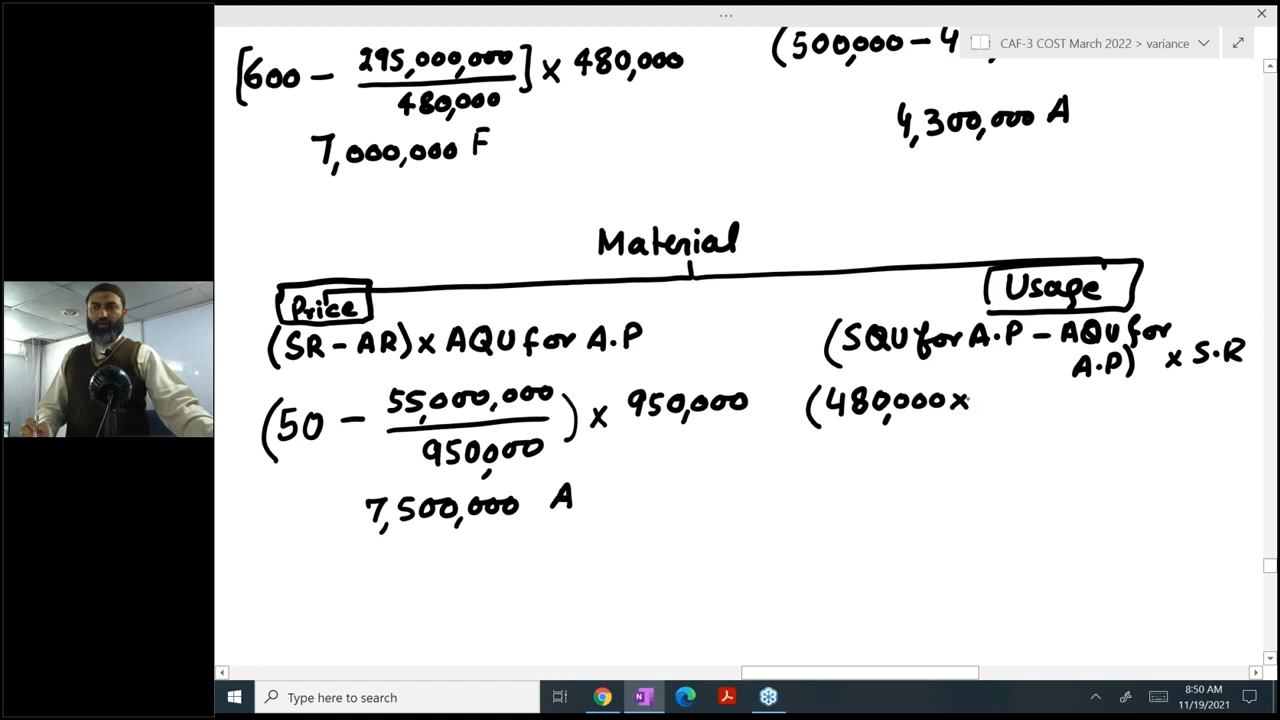 CAF-3 COST March 2022 > variance
[600 - 295,000,000 / 480,000] × 480,000
7,000,000 F
(500,000 - 4
4,300,000 A
Material
Price
(SR - AR) × AQU for A.P
(50 - 55,000,000 / 950,000) × 950,000
7,500,000 A
Usage
(SQU for A.P - AQU for A.P) × S.R
(480,000 ×
Type here to search
8:50 AM
11/19/2021